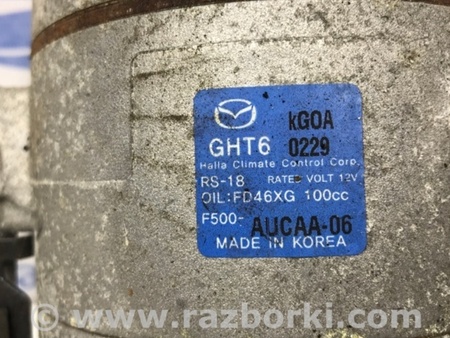 kG0A
GHT6 0229
Halla Climate Control Corp.
RS-18 RATED VOLT 12V
OIL:FD46XG 100cc
F500- AUCAA-06
MADE IN KOREA
www.razborki.com